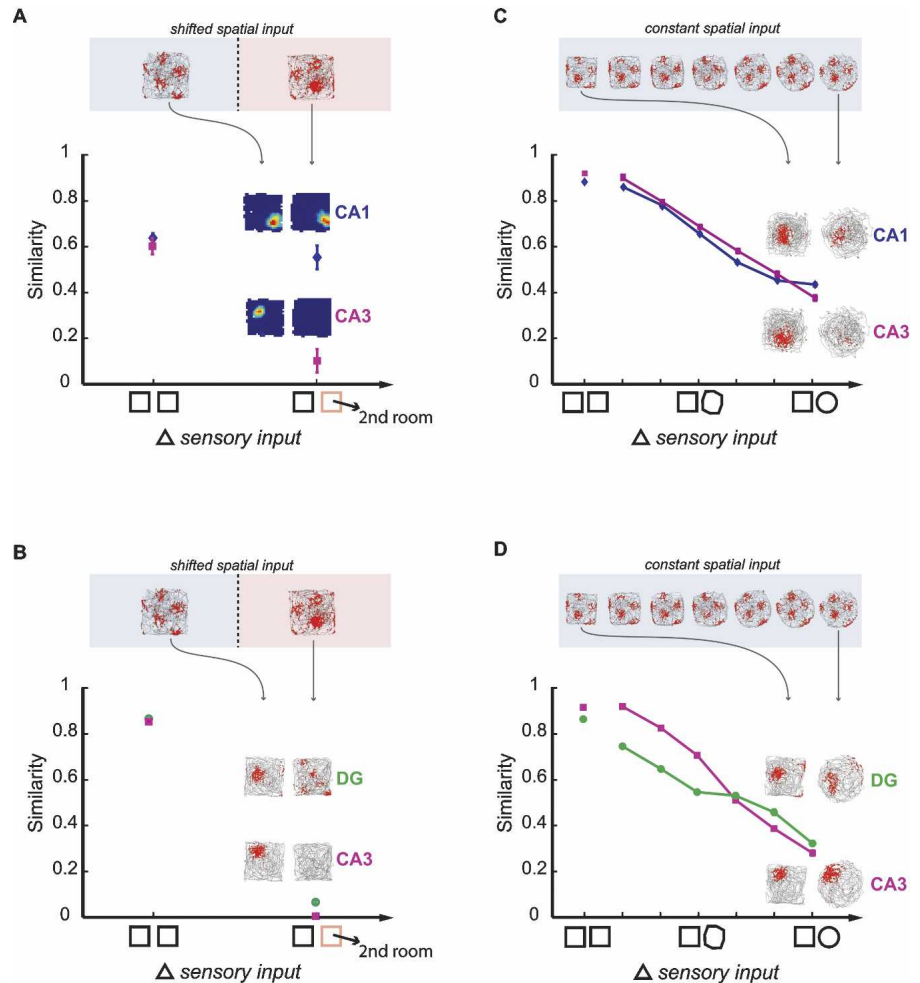 A
shifted spatial input
1
0.8
0.6
0.4
0.2
0
Similarity
CA1
CA3
2nd room
Δ sensory input
C
constant spatial input
1
0.8
0.6
0.4
0.2
0
Similarity
CA1
CA3
Δ sensory input
B
shifted spatial input
1
0.8
0.6
0.4
0.2
0
Similarity
DG
CA3
2nd room
Δ sensory input
D
constant spatial input
1
0.8
0.6
0.4
0.2
0
Similarity
DG
CA3
Δ sensory input